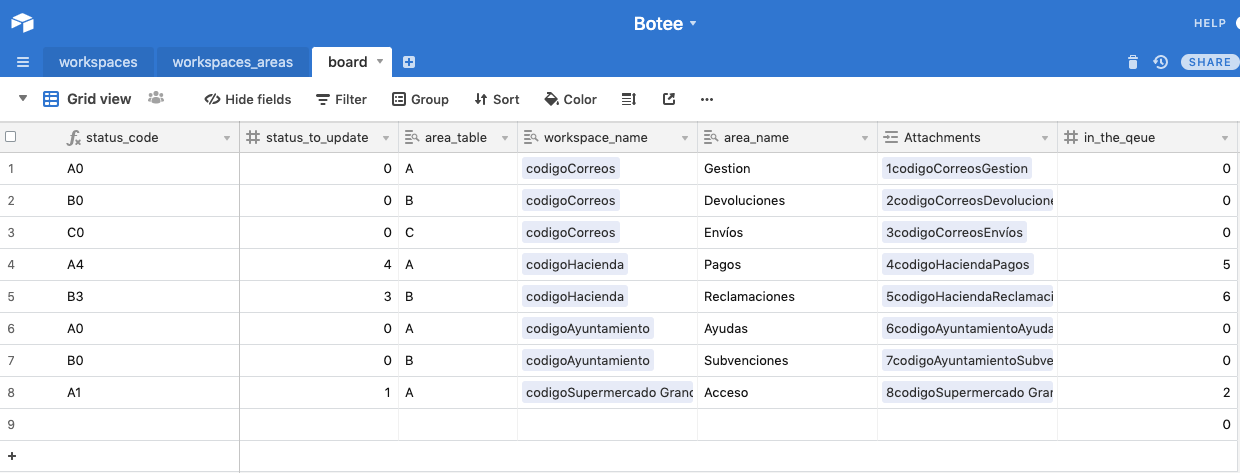 Botee
HELP
workspaces workspaces_areas board
SHARE
Grid view Hide fields Filter Group Sort Color
status_code status_to_update area_table workspace_name area_name Attachments in_the_qeue
1 A0 0 A codigoCorreos Gestion 1codigoCorreosGestion 0
2 B0 0 B codigoCorreos Devoluciones 2codigoCorreosDevolucione 0
3 C0 0 C codigoCorreos Envíos 3codigoCorreosEnvíos 0
4 A4 4 A codigoHacienda Pagos 4codigoHaciendaPagos 5
5 B3 3 B codigoHacienda Reclamaciones 5codigoHaciendaReclamaci 6
6 A0 0 A codigoAyuntamiento Ayudas 6codigoAyuntamientoAyuda 0
7 B0 0 B codigoAyuntamiento Subvenciones 7codigoAyuntamientoSubve 0
8 A1 1 A codigoSupermercado Granc Acceso 8codigoSupermercado Grar 2
9 0